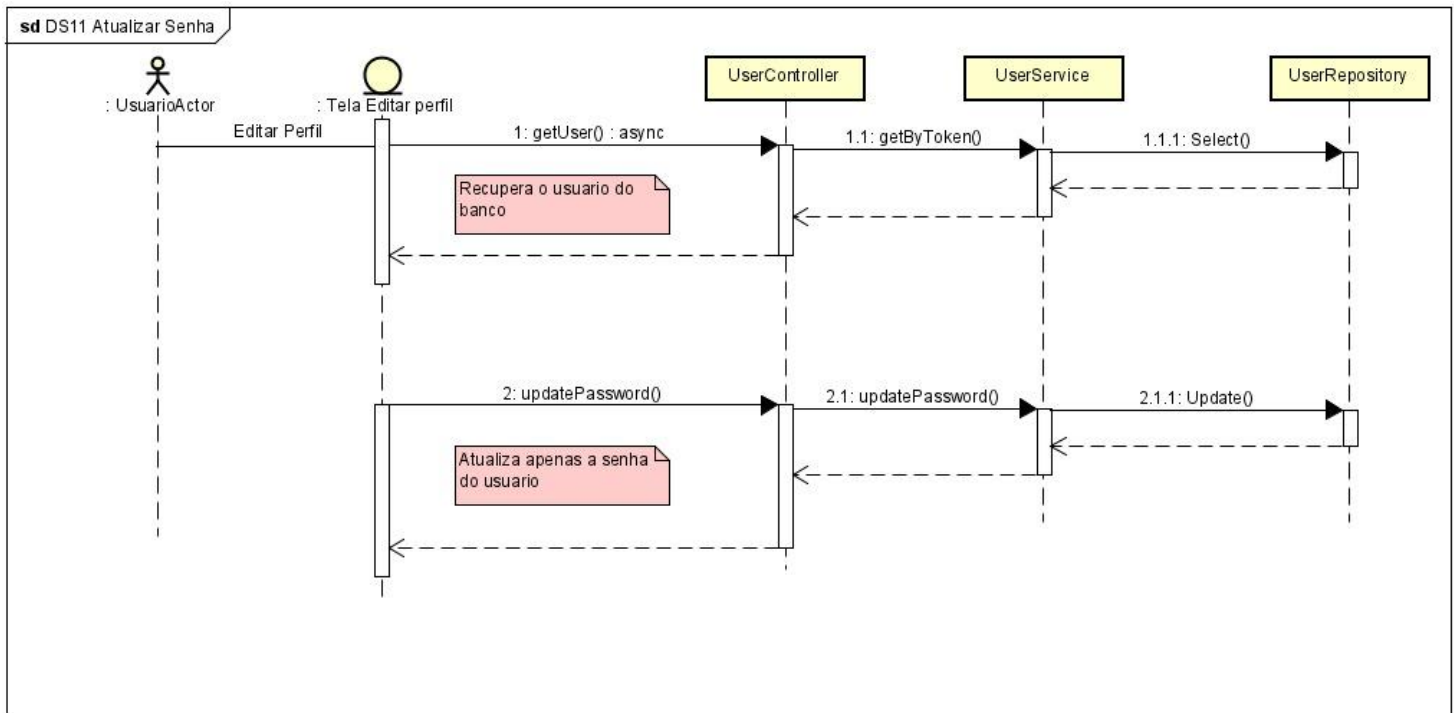 sd DS11 Atualizar Senha
: UsuarioActor
: Tela Editar perfil
UserController
UserService
UserRepository
Editar Perfil
1: getUser() : async
1.1: getByToken()
1.1.1: Select()
Recupera o usuario do
banco
2: updatePassword()
2.1: updatePassword()
2.1.1: Update()
Atualiza apenas a senha
do usuario